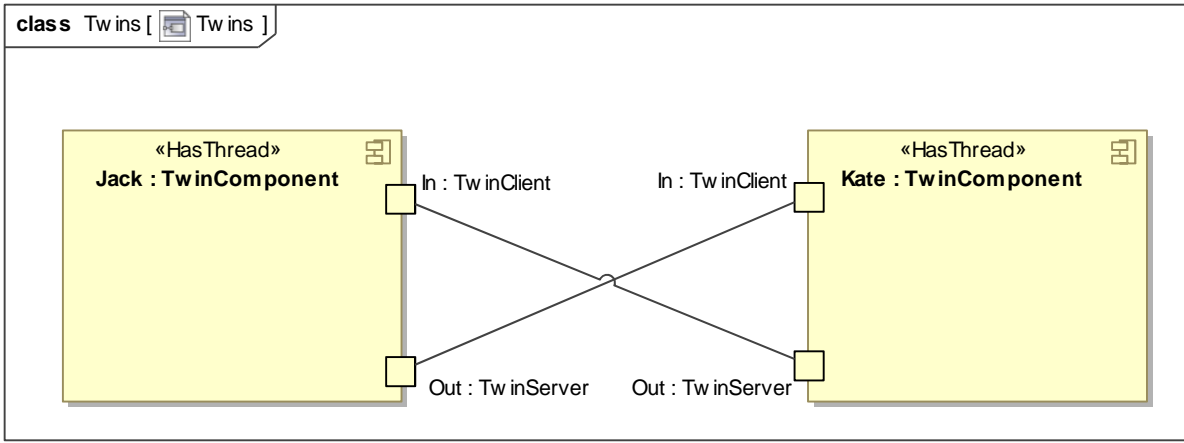 class Twins [ Twins ]
«HasThread»
Jack : TwinComponent
In : TwinClient
Out : TwinServer
In : TwinClient
Out : TwinServer
«HasThread»
Kate : TwinComponent